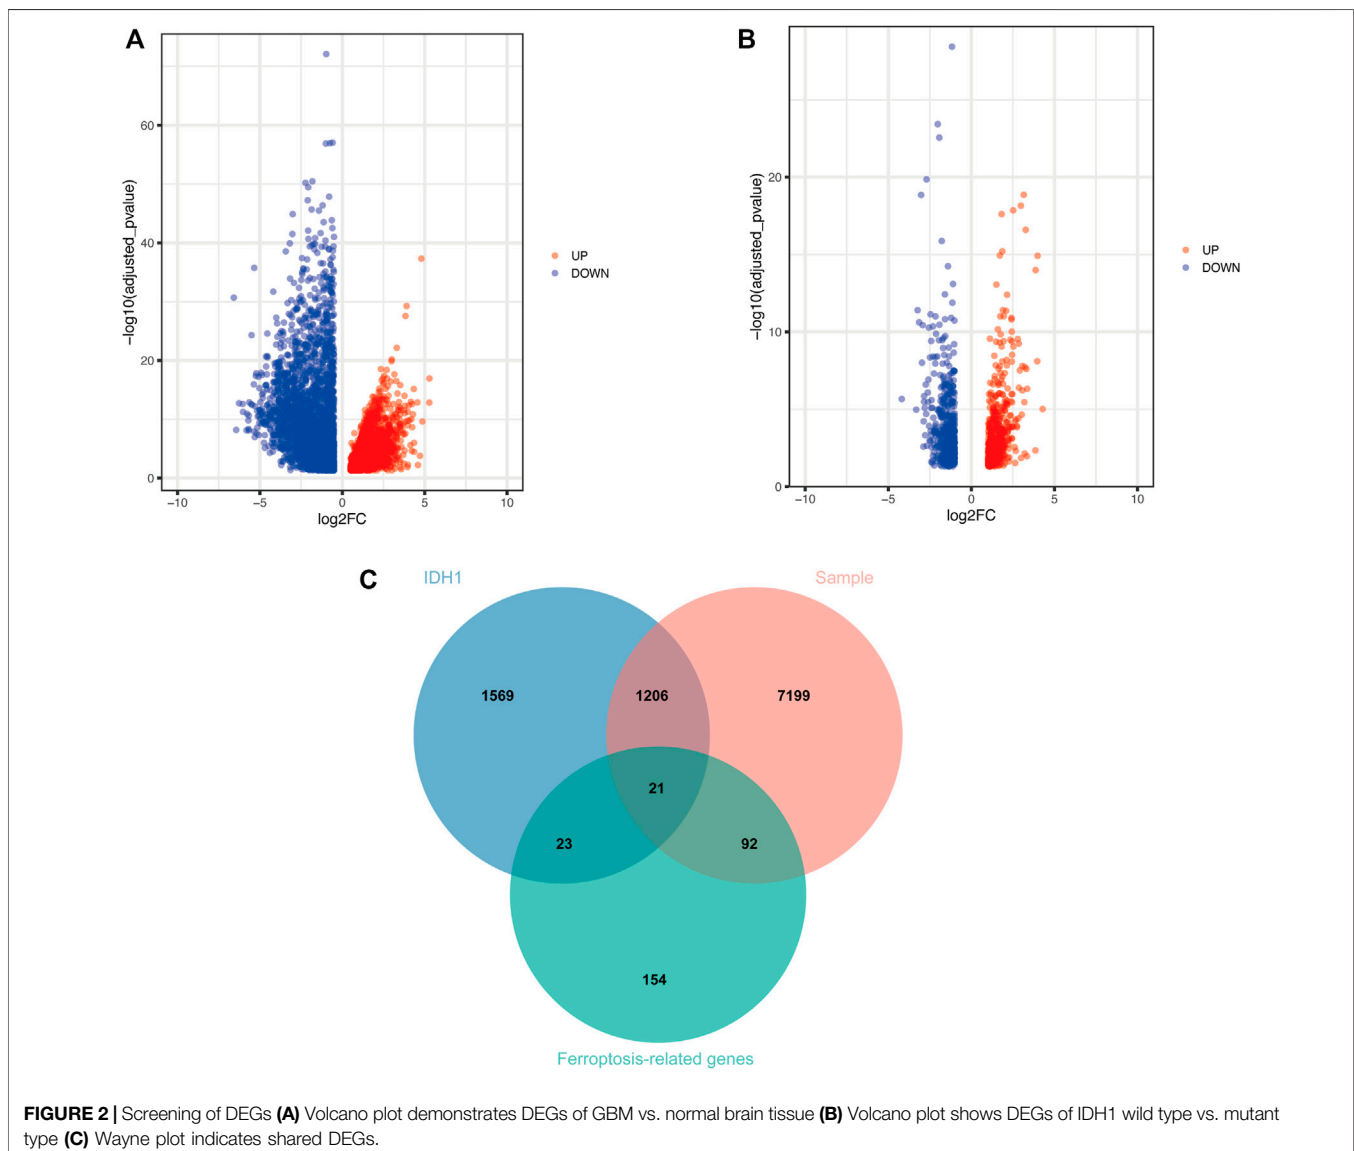 A
−log10(adjusted_pvalue)
60
40
20
0
−10
−5
0
5
10
log2FC
UP
DOWN
B
−log10(adjusted_pvalue)
20
10
0
−10
−5
0
5
10
log2FC
UP
DOWN
C
IDH1
Sample
1569
1206
7199
21
23
92
154
Ferroptosis-related genes
FIGURE 2 | Screening of DEGs (A) Volcano plot demonstrates DEGs of GBM vs. normal brain tissue (B) Volcano plot shows DEGs of IDH1 wild type vs. mutant
type (C) Wayne plot indicates shared DEGs.